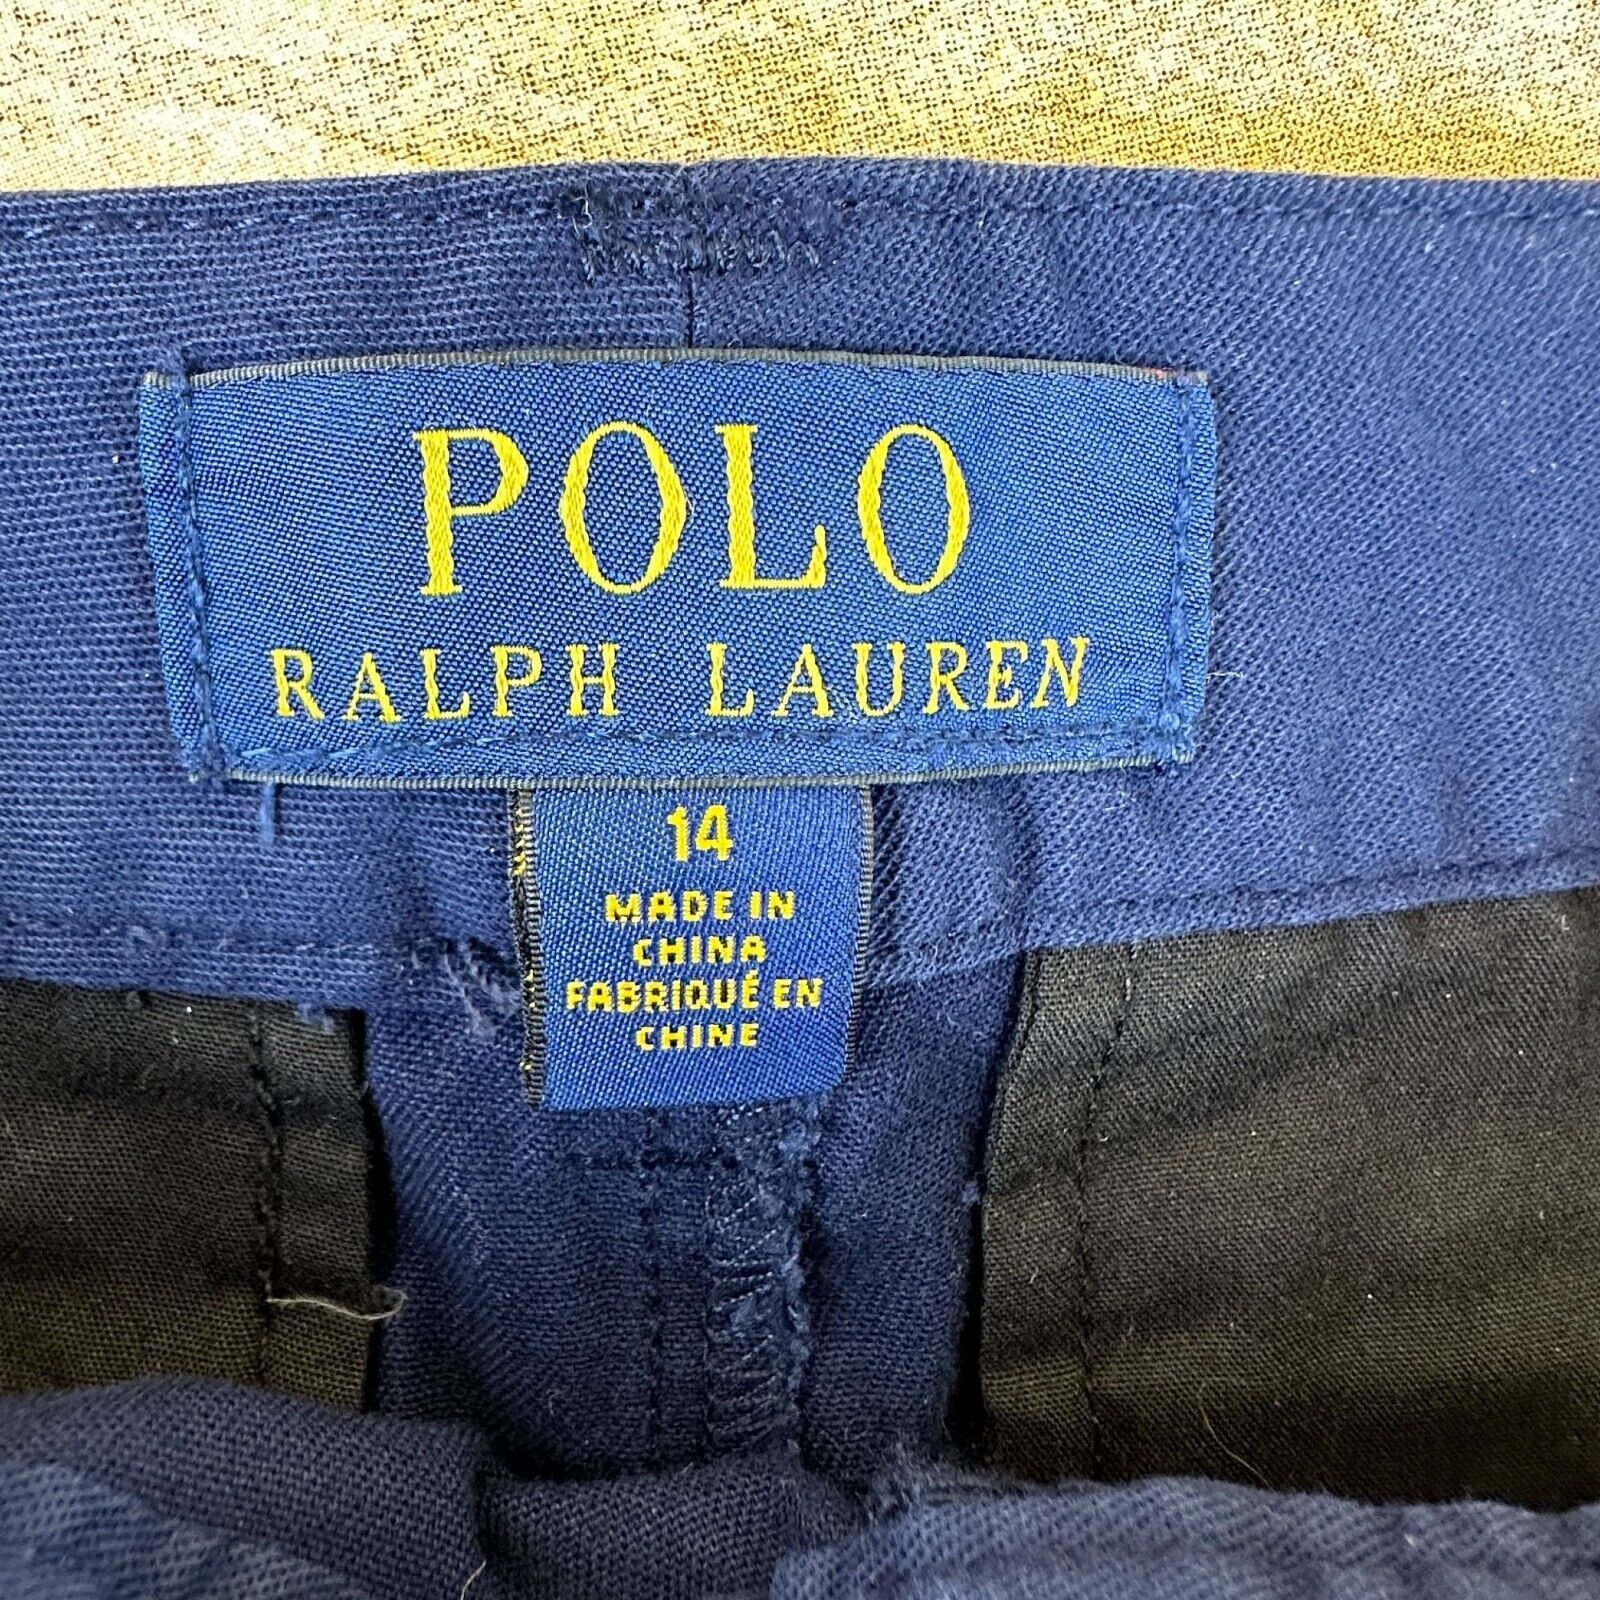 POLO
RALPH LAUREN
14
MADE IN
CHINA
FABRIQUÉ EN
CHINE